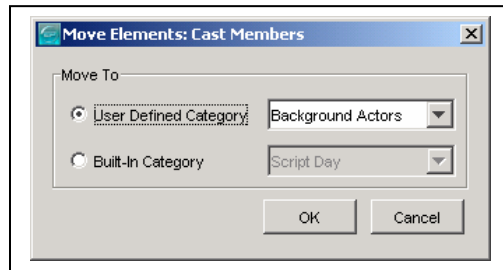 Move Elements: Cast Members
Move To
User Defined Category Background Actors
Built-In Category Script Day
OK Cancel